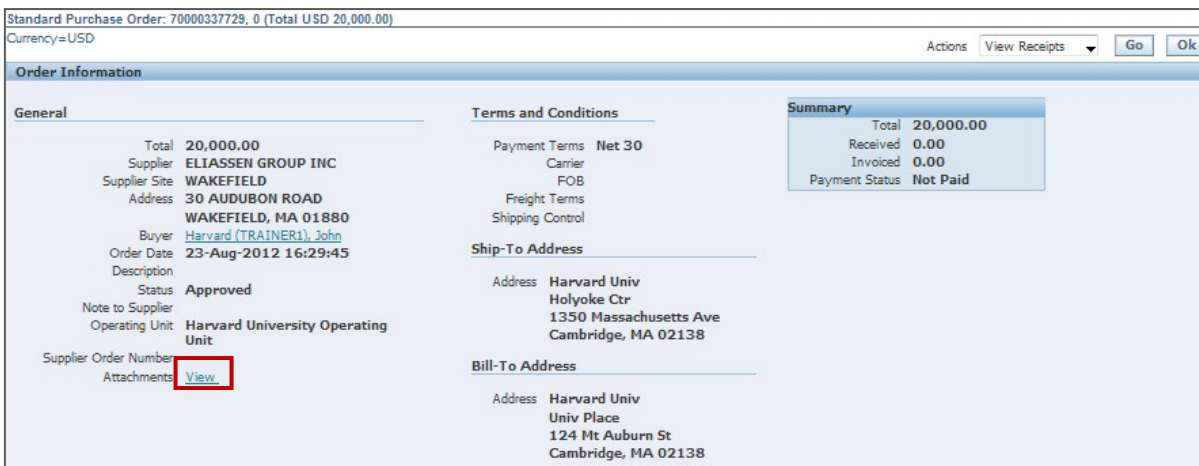 Standard Purchase Order: 70000337729, 0 (Total USD 20,000.00)
Currency=USD
Actions View Receipts Go Ok
Order Information
General
Total 20,000.00
Supplier ELIASSEN GROUP INC
Supplier Site WAKEFIELD
Address 30 AUDUBON ROAD
WAKEFIELD, MA 01880
Buyer Harvard (TRAINER1), John
Order Date 23-Aug-2012 16:29:45
Description
Status Approved
Note to Supplier
Operating Unit Harvard University Operating
Unit
Supplier Order Number
Attachments View
Terms and Conditions
Payment Terms Net 30
Carrier
FOB
Freight Terms
Shipping Control
Ship-To Address
Address Harvard Univ
Holyoke Ctr
1350 Massachusetts Ave
Cambridge, MA 02138
Bill-To Address
Address Harvard Univ
Univ Place
124 Mt Auburn St
Cambridge, MA 02138
Summary
Total 20,000.00
Received 0.00
Invoiced 0.00
Payment Status Not Paid